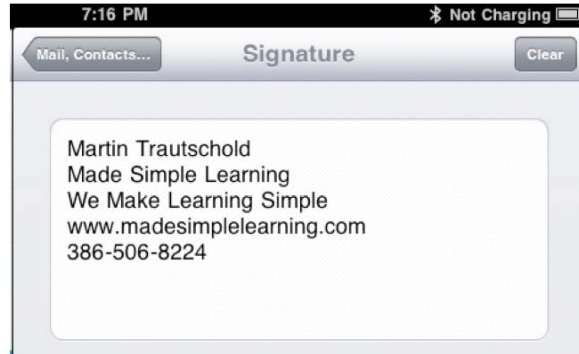 7:16 PM Not Charging
Mail, Contacts... Signature Clear
Martin Trautschold
Made Simple Learning
We Make Learning Simple
www.madesimplelearning.com
386-506-8224